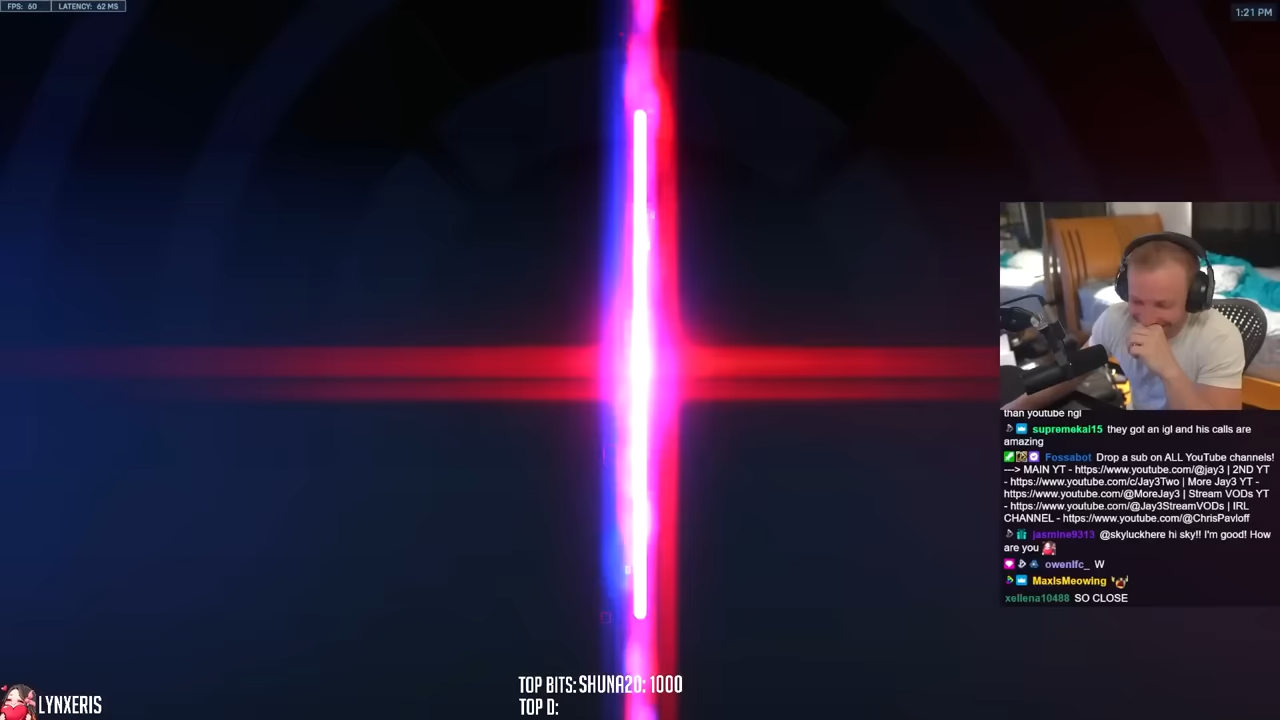 FPS: 60 LATENCY: 62 MS
1:21 PM
than youtube ngl
supremekai15 they got an igl and his calls are
amazing
Fossabot Drop a sub on ALL YouTube channels!
---> MAIN YT - https://www.youtube.com/@jay3 | 2ND YT
- https://www.youtube.com/c/Jay3Two | More Jay3 YT -
https://www.youtube.com/@MoreJay3 | Stream VODs YT
- https://www.youtube.com/@Jay3StreamVODs | IRL
CHANNEL - https://www.youtube.com/@ChrisPavloff
jasmine9313 @skyluckhere hi sky!! I'm good! How
are you
owenlfc_ W
MaxIsMeowing
xellena10488 SO CLOSE
TOP BITS: SHUNA20: 1000
TOP D:
LYNXERIS